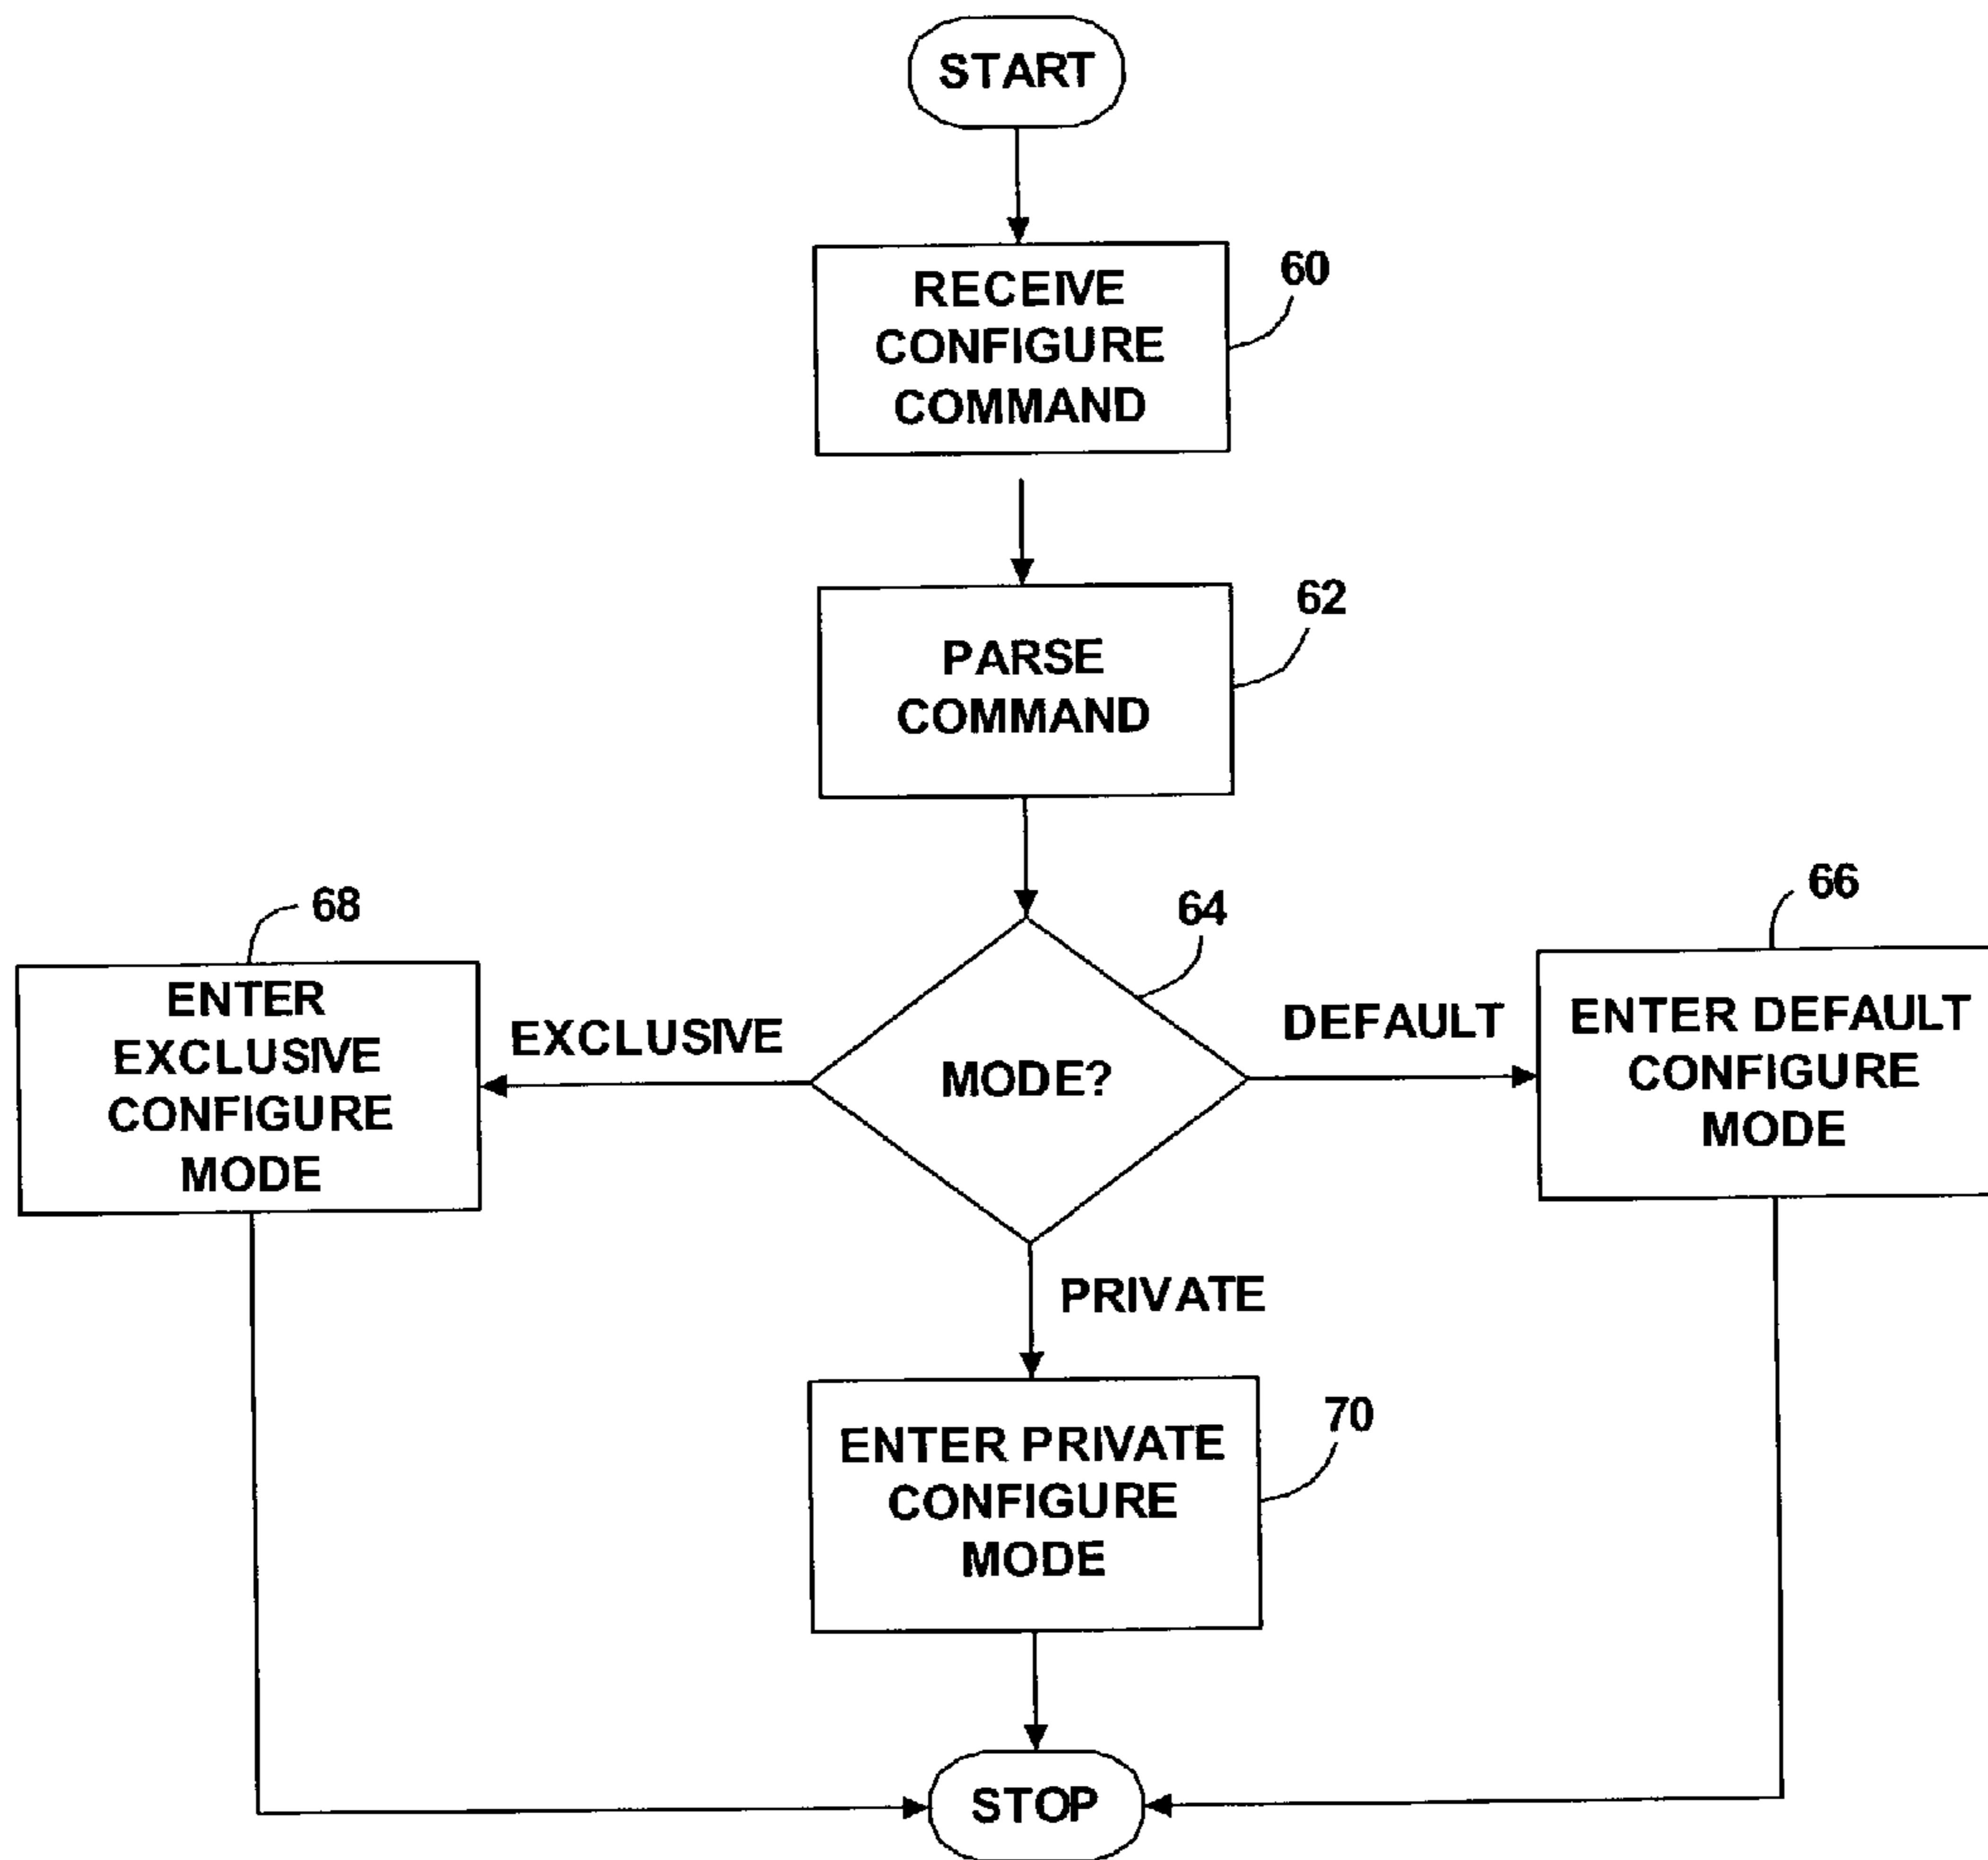 START
RECEIVE
CONFIGURE
COMMAND
60
PARSE
COMMAND
62
64
MODE?
68
ENTER
EXCLUSIVE
CONFIGURE
MODE
EXCLUSIVE
DEFAULT
66
ENTER DEFAULT
CONFIGURE
MODE
PRIVATE
ENTER PRIVATE
CONFIGURE
MODE
70
STOP